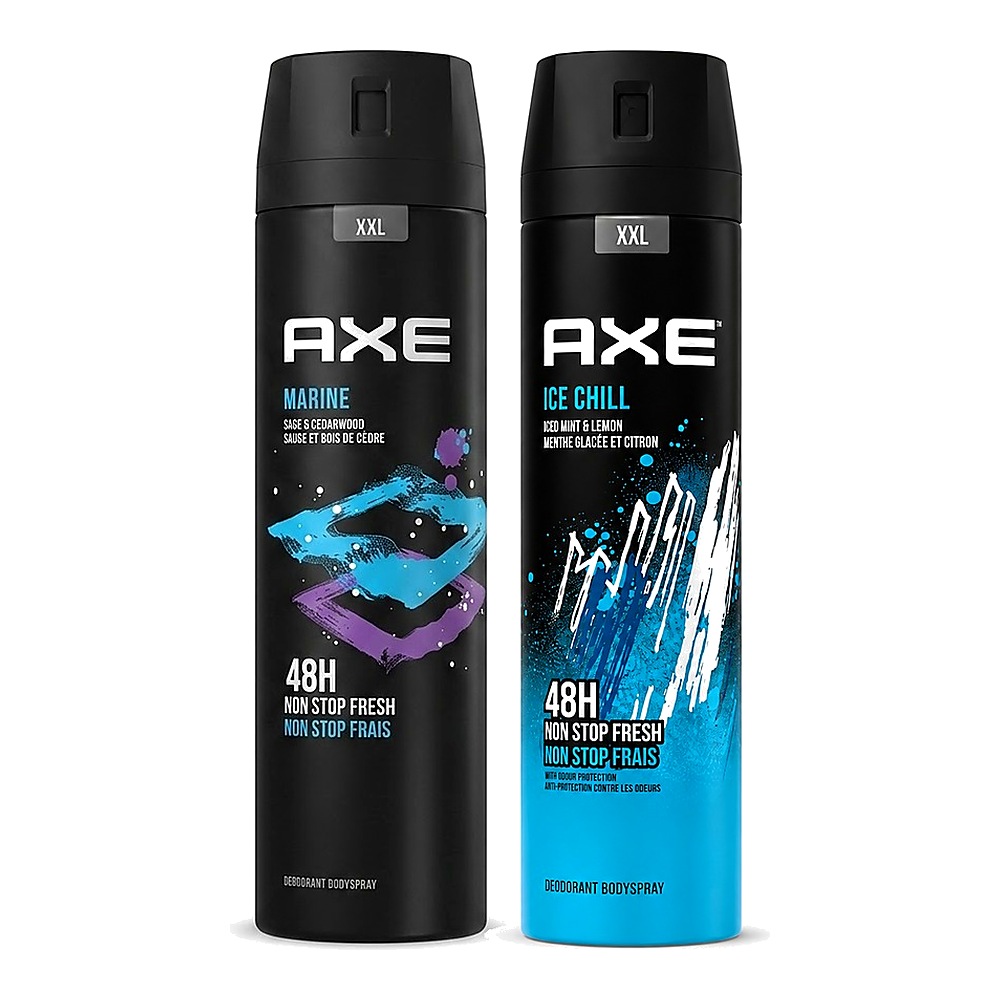 XXL
AXE
MARINE
SAGE & CEDARWOOD
SAUSE ET BOIS DE CÈDRE
48H
NON STOP FRESH
NON STOP FRAIS
DEODORANT BODYSPRAY
XXL
AXE™
ICE CHILL
ICED MINT & LEMON
MENTHE GLACÉE ET CITRON
48H
NON STOP FRESH
NON STOP FRAIS
WITH ODOUR PROTECTION
ANTI-PROTECTION CONTRE LES ODEURS
DEODORANT BODYSPRAY